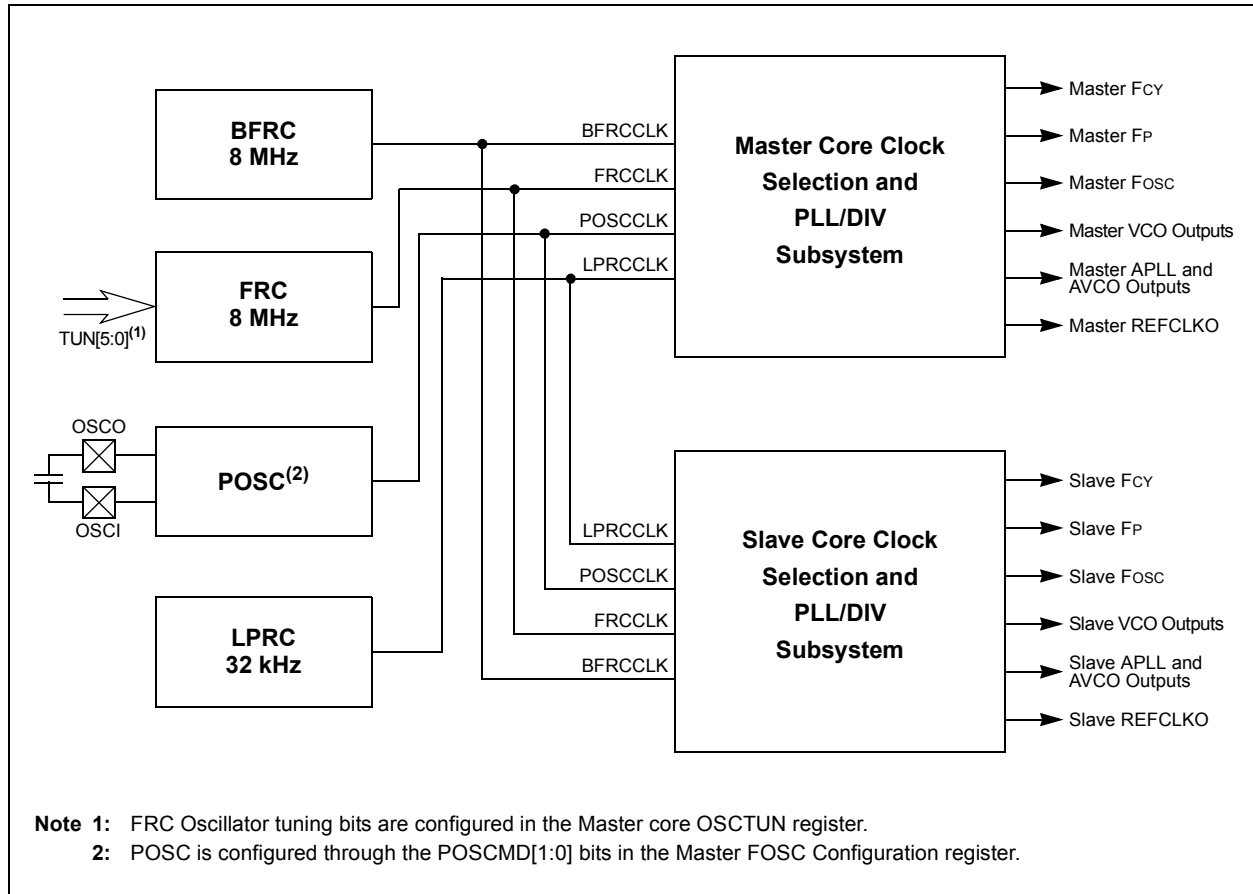 BFRC
8 MHz
FRC
8 MHz
TUN[5:0](1)
OSCO
OSCI
POSC(2)
LPRC
32 kHz
BFRCCLK
FRCCLK
POSCCLK
LPRCCLK
Master Core Clock
Selection and
PLL/DIV
Subsystem
Master FCY
Master FP
Master FOSC
Master VCO Outputs
Master APLL and
AVCO Outputs
Master REFCLKO
LPRCCLK
POSCCLK
FRCCLK
BFRCCLK
Slave Core Clock
Selection and
PLL/DIV
Subsystem
Slave FCY
Slave FP
Slave FOSC
Slave VCO Outputs
Slave APLL and
AVCO Outputs
Slave REFCLKO
Note 1: FRC Oscillator tuning bits are configured in the Master core OSCTUN register.
2: POSC is configured through the POSCMD[1:0] bits in the Master FOSC Configuration register.